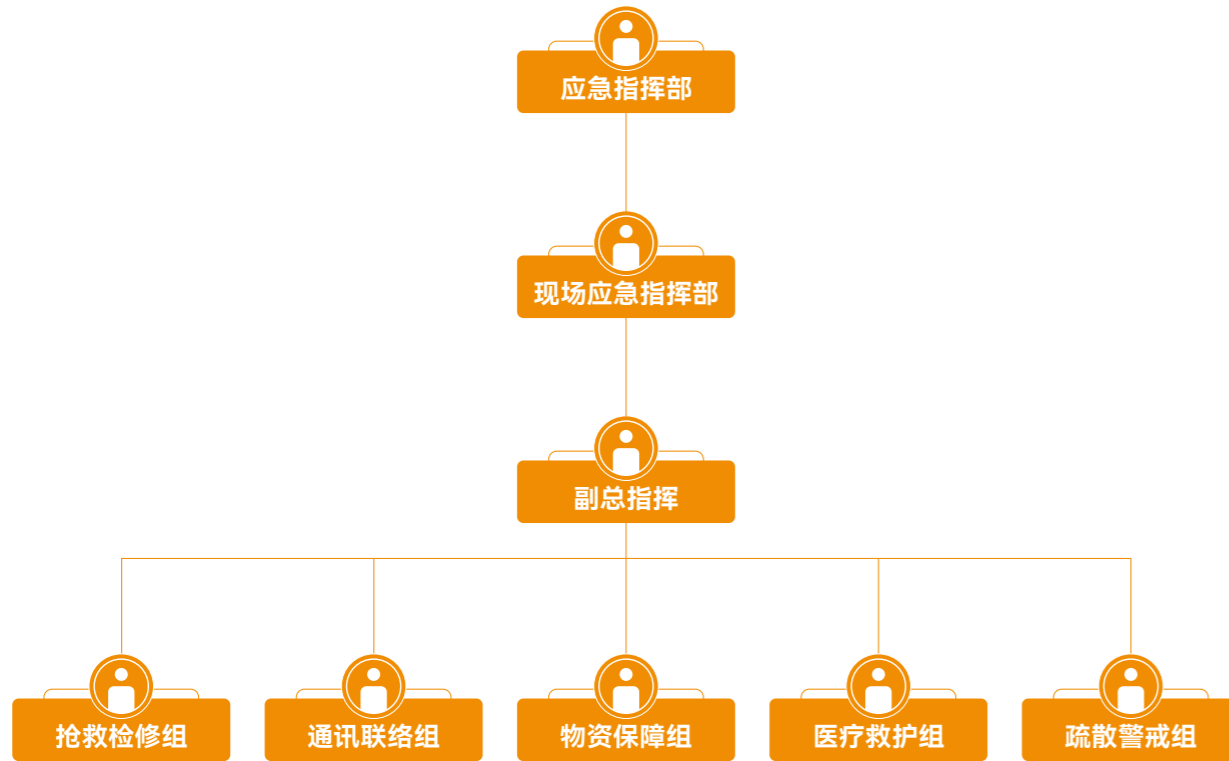 应急指挥部
现场应急指挥部
副总指挥
抢救检修组
通讯联络组
物资保障组
医疗救护组
疏散警戒组